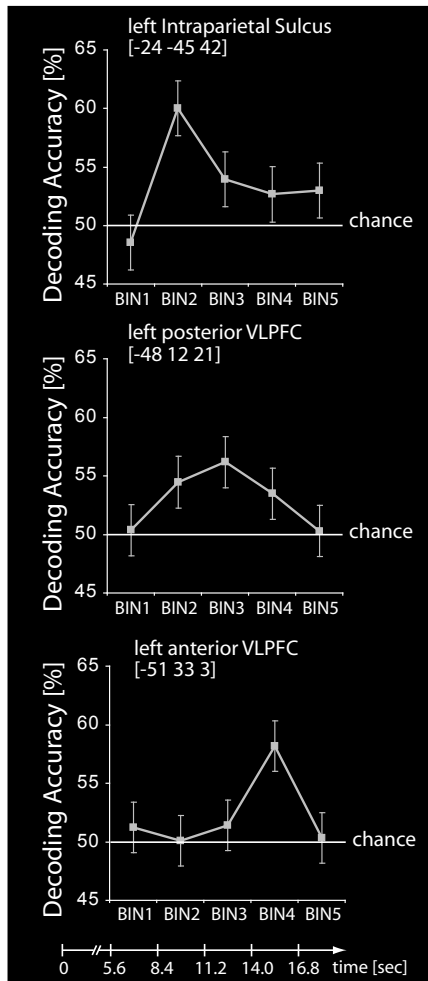 left Intraparietal Sulcus
[-24 -45 42]
Decoding Accuracy [%]
65
60
55
50
45
chance
BIN1 BIN2 BIN3 BIN4 BIN5
left posterior VLPFC
[-48 12 21]
Decoding Accuracy [%]
65
60
55
50
45
chance
BIN1 BIN2 BIN3 BIN4 BIN5
left anterior VLPFC
[-51 33 3]
Decoding Accuracy [%]
65
60
55
50
45
chance
BIN1 BIN2 BIN3 BIN4 BIN5
0 5.6 8.4 11.2 14.0 16.8 time [sec]